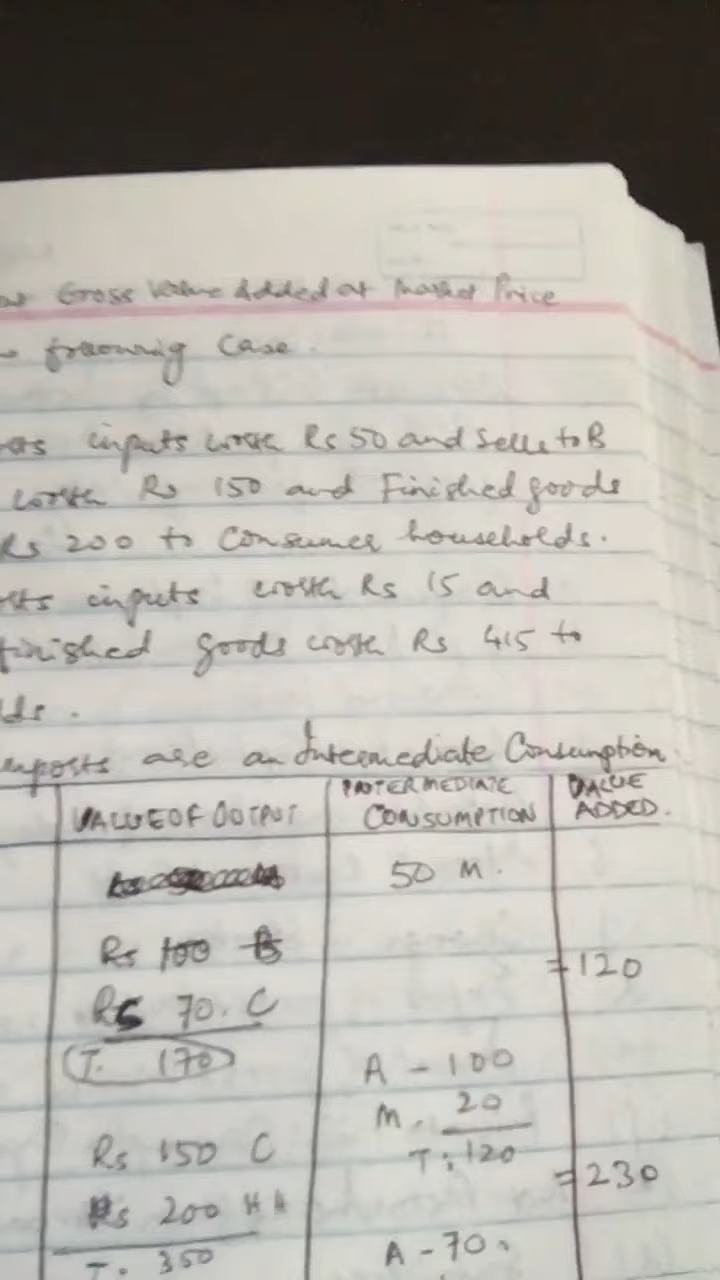 Gross Value Added at Market Price
following Case.
inputs worth Rs 50 and Sells to B
worth Rs 150 and Finished goods
Rs 200 to Consumer households.
inputs worth Rs 15 and
finished goods worth Rs 415 to
are an Intermediate Consumption
VALUE OF OUTPUT INTERMEDIATE CONSUMPTION VALUE ADDED.
50 M.
Rs 100 B
= 120
Rs 70. C
T. 170
A - 100
M. 20
Rs 150 C
T: 120
= 230
Rs 200 HH
T. 350
A - 70.